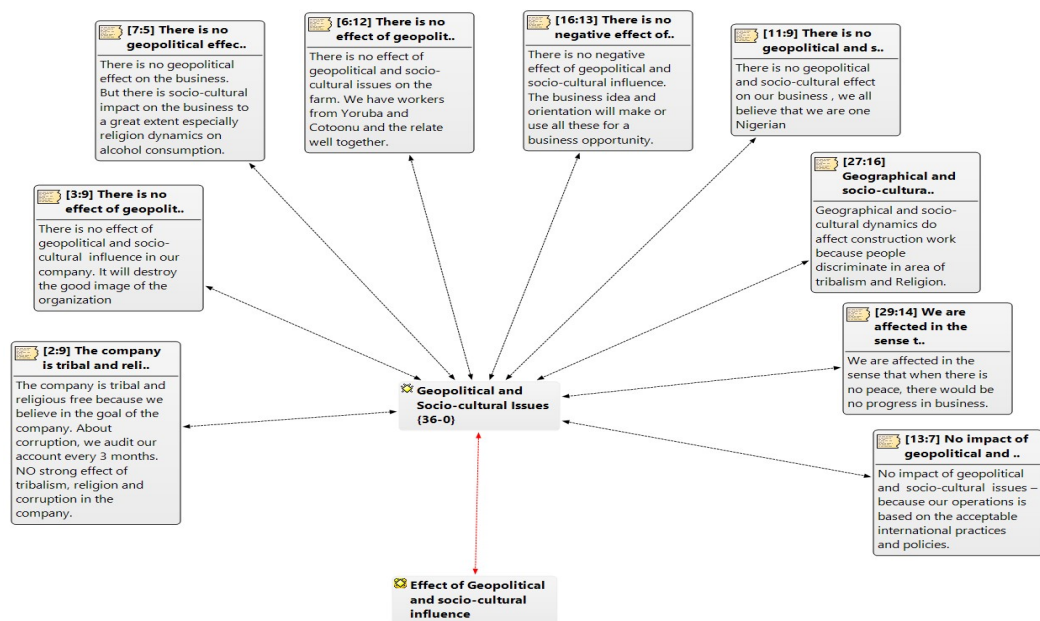 [7:5] There is no
geopolitical effec..
There is no geopolitical
effect on the business.
But there is socio-cultural
impact on the business to
a great extent especially
religion dynamics on
alcohol consumption.
[6:12] There is no
effect of geopolit..
There is no effect of
geopolitical and socio-
cultural issues on the
farm. We have workers
from Yoruba and
Cotoonu and the relate
well together.
[16:13] There is no
negative effect of..
There is no negative
effect of geopolitical and
socio-cultural influence.
The business idea and
orientation will make or
use all these for a
business opportunity.
[11:9] There is no
geopolitical and s..
There is no geopolitical
and socio-cultural effect
on our business , we all
believe that we are one
Nigerian
[27:16]
Geographical and
socio-cultura..
Geographical and socio-
cultural dynamics do
affect construction work
because people
discriminate in area of
tribalism and Religion.
[3:9] There is no
effect of geopolit..
There is no effect of
geopolitical and socio-
cultural  influence in our
company. It will destroy
the good image of the
organization
[29:14] We are
affected in the
sense t..
We are affected in the
sense that when there is
no peace, there would be
no progress in business.
[2:9] The company
is tribal and reli..
The company is tribal and
religious free because we
believe in the goal of the
company. About
corruption, we audit our
account every 3 months.
NO strong effect of
tribalism, religion and
corruption in the
company.
Geopolitical and
Socio-cultural Issues
{36-0}
[13:7] No impact of
geopolitical and ..
No impact of geopolitical
and  socio-cultural  issues –
because our operations is
based on the acceptable
international practices
and policies.
Effect of Geopolitical
and socio-cultural
influence